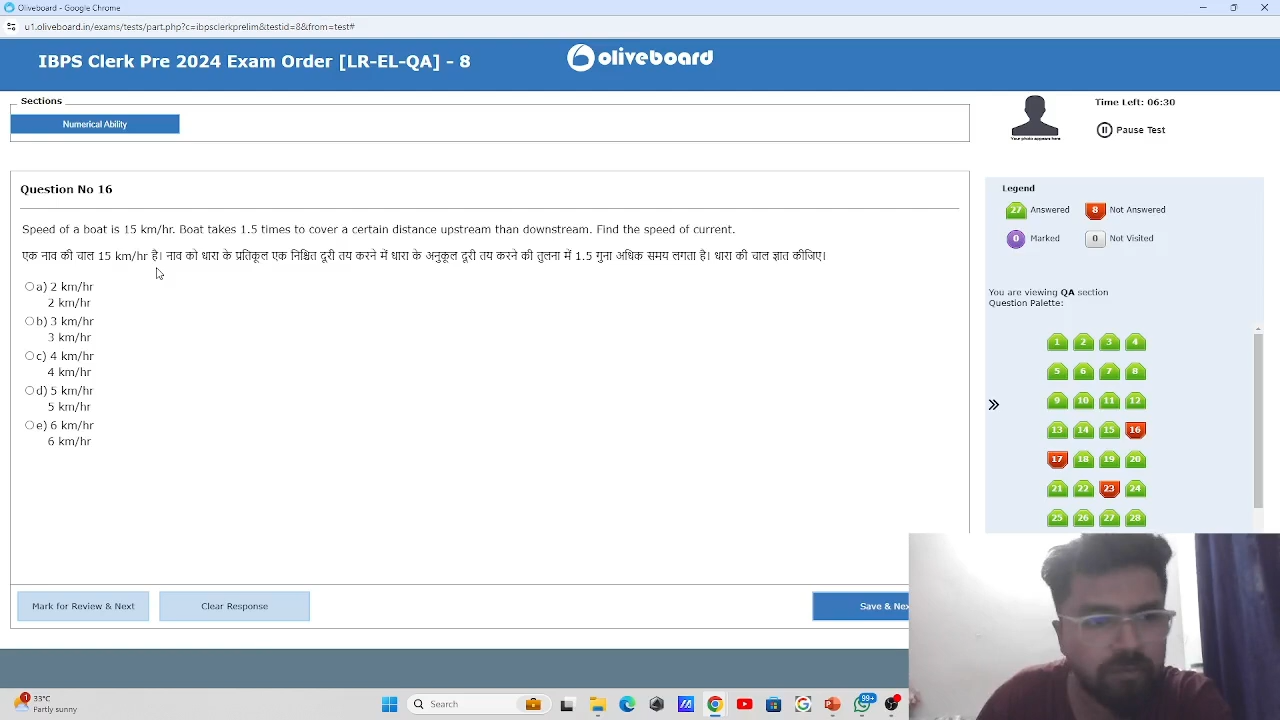 Oliveboard - Google Chrome
u1.oliveboard.in/exams/tests/part.php?c=ibpsclerkprelim&testid=8&from=test#
IBPS Clerk Pre 2024 Exam Order [LR-EL-QA] - 8
oliveboard
Sections
Numerical Ability
Your photo appears here
Time Left: 06:30
Pause Test
Question No 16
Speed of a boat is 15 km/hr. Boat takes 1.5 times to cover a certain distance upstream than downstream. Find the speed of current.
एक नाव की चाल 15 km/hr है। नाव को धारा के प्रतिकूल एक निश्चित दूरी तय करने में धारा के अनुकूल दूरी तय करने की तुलना में 1.5 गुना अधिक समय लगता है। धारा की चाल ज्ञात कीजिए।
a) 2 km/hr
2 km/hr
b) 3 km/hr
3 km/hr
c) 4 km/hr
4 km/hr
d) 5 km/hr
5 km/hr
e) 6 km/hr
6 km/hr
Mark for Review & Next
Clear Response
Save & Nex
Legend
27 Answered
8 Not Answered
0 Marked
0 Not Visited
You are viewing QA section
Question Palette:
1 2 3 4
5 6 7 8
9 10 11 12
13 14 15 16
17 18 19 20
21 22 23 24
25 26 27 28
1
33°C
Partly sunny
Search
99+